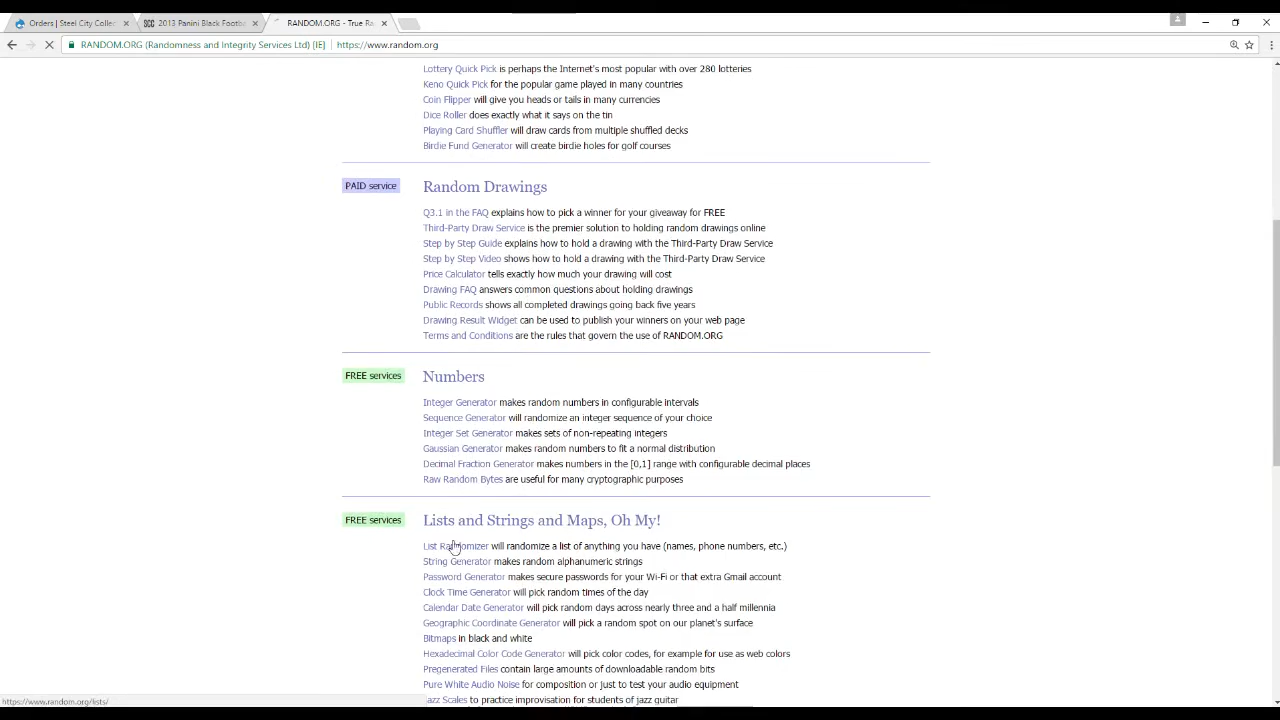 Orders | Steel City Collec
2013 Panini Black Footba
RANDOM.ORG - True Ra
RANDOM.ORG (Randomness and Integrity Services Ltd) [IE] | https://www.random.org
Lottery Quick Pick is perhaps the Internet's most popular with over 280 lotteries
Keno Quick Pick for the popular game played in many countries
Coin Flipper will give you heads or tails in many currencies
Dice Roller does exactly what it says on the tin
Playing Card Shuffler will draw cards from multiple shuffled decks
Birdie Fund Generator will create birdie holes for golf courses
PAID service
Random Drawings
Q3.1 in the FAQ explains how to pick a winner for your giveaway for FREE
Third-Party Draw Service is the premier solution to holding random drawings online
Step by Step Guide explains how to hold a drawing with the Third-Party Draw Service
Step by Step Video shows how to hold a drawing with the Third-Party Draw Service
Price Calculator tells exactly how much your drawing will cost
Drawing FAQ answers common questions about holding drawings
Public Records shows all completed drawings going back five years
Drawing Result Widget can be used to publish your winners on your web page
Terms and Conditions are the rules that govern the use of RANDOM.ORG
FREE services
Numbers
Integer Generator makes random numbers in configurable intervals
Sequence Generator will randomize an integer sequence of your choice
Integer Set Generator makes sets of non-repeating integers
Gaussian Generator makes random numbers to fit a normal distribution
Decimal Fraction Generator makes numbers in the [0,1] range with configurable decimal places
Raw Random Bytes are useful for many cryptographic purposes
FREE services
Lists and Strings and Maps, Oh My!
List Randomizer will randomize a list of anything you have (names, phone numbers, etc.)
String Generator makes random alphanumeric strings
Password Generator makes secure passwords for your Wi-Fi or that extra Gmail account
Clock Time Generator will pick random times of the day
Calendar Date Generator will pick random days across nearly three and a half millennia
Geographic Coordinate Generator will pick a random spot on our planet's surface
Bitmaps in black and white
Hexadecimal Color Code Generator will pick color codes, for example for use as web colors
Pregenerated Files contain large amounts of downloadable random bits
Pure White Audio Noise for composition or just to test your audio equipment
Jazz Scales to practice improvisation for students of jazz guitar
https://www.random.org/lists/